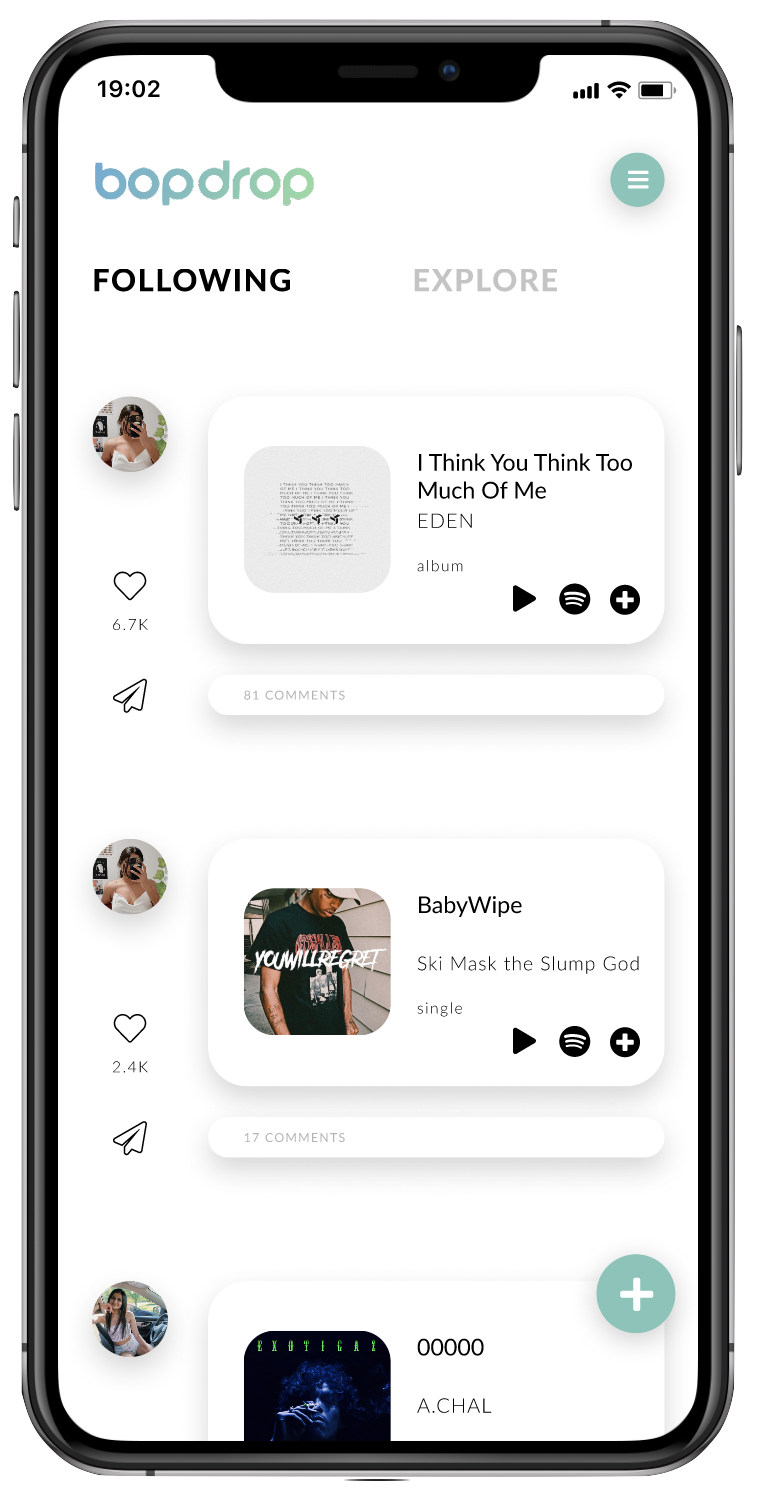 19:02
bopdrop
FOLLOWING
EXPLORE
I Think You Think Too
Much Of Me
EDEN
album
6.7K
81 COMMENTS
YOUWILLREGRET
BabyWipe
Ski Mask the Slump God
single
2.4K
17 COMMENTS
EXOTIGAZ
00000
A.CHAL